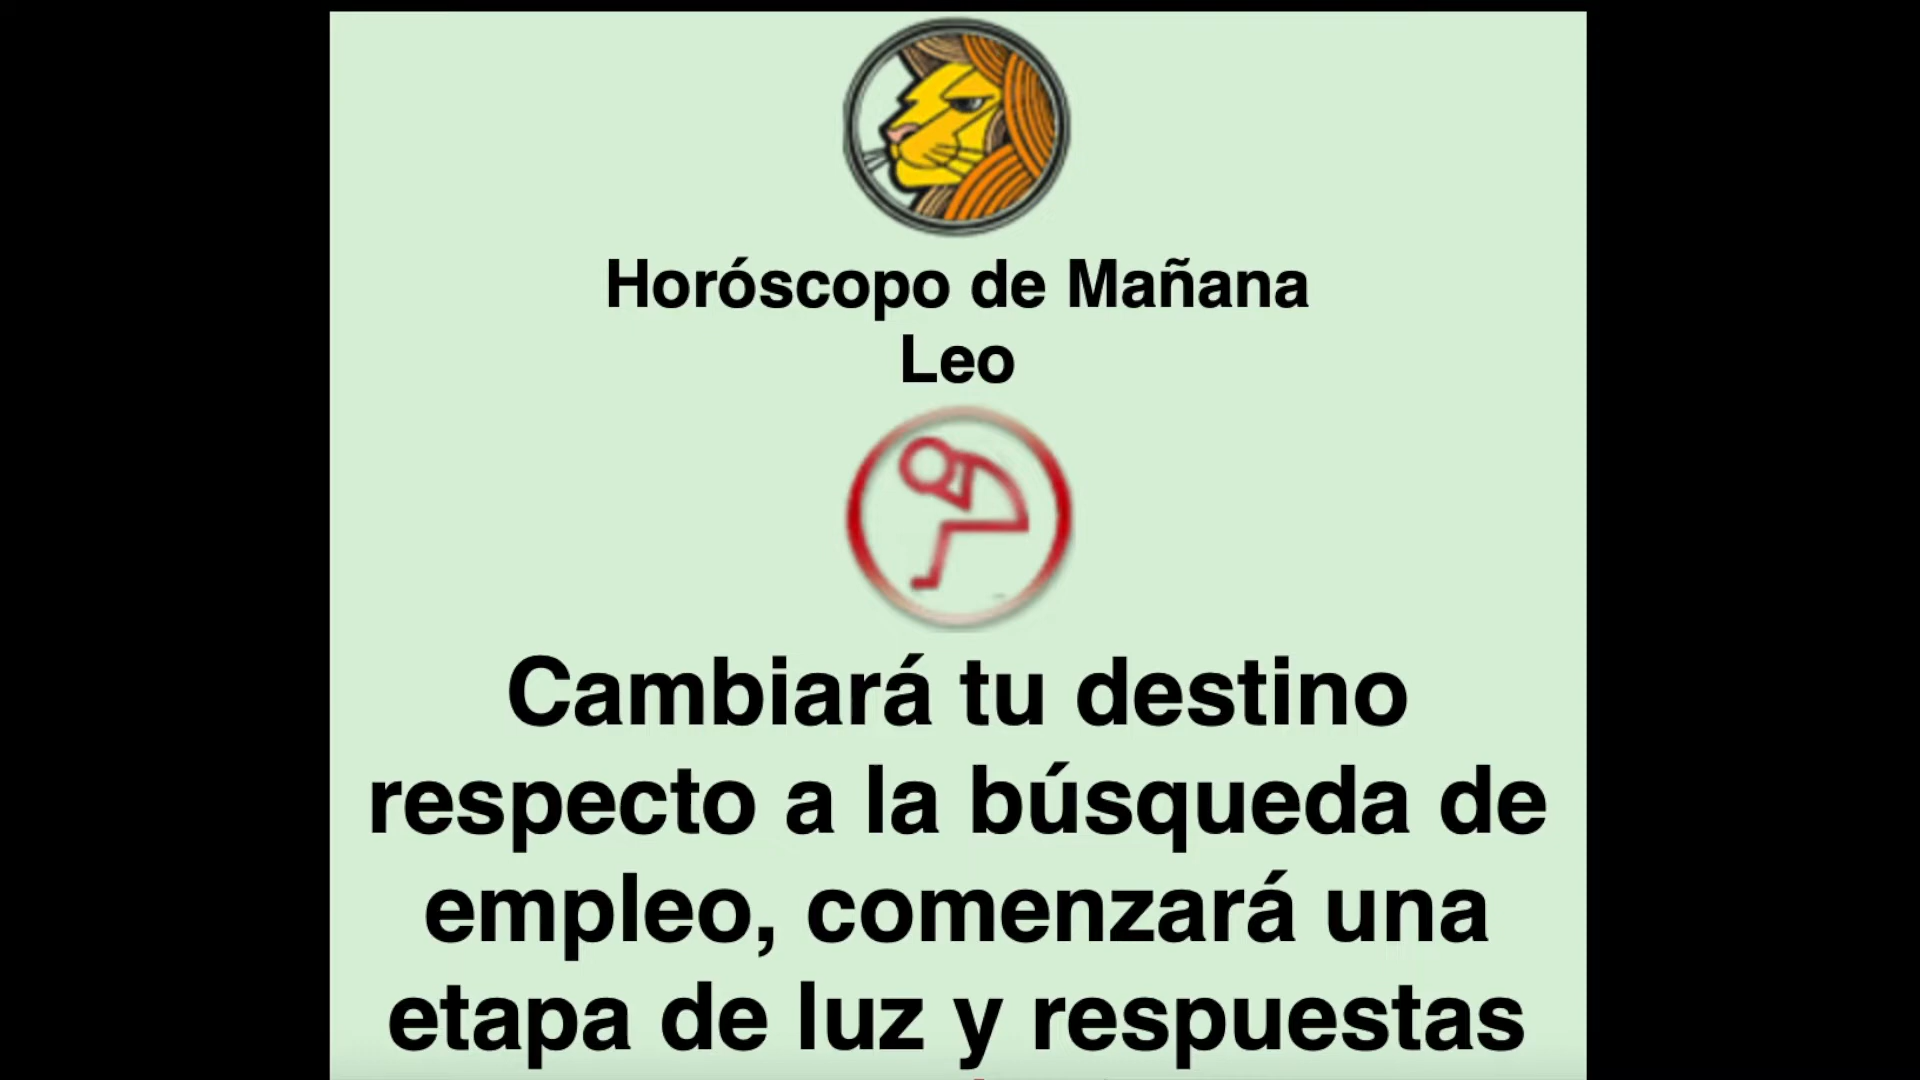 Horóscopo de Mañana
Leo
Cambiará tu destino
respecto a la búsqueda de
empleo, comenzará una
etapa de luz y respuestas